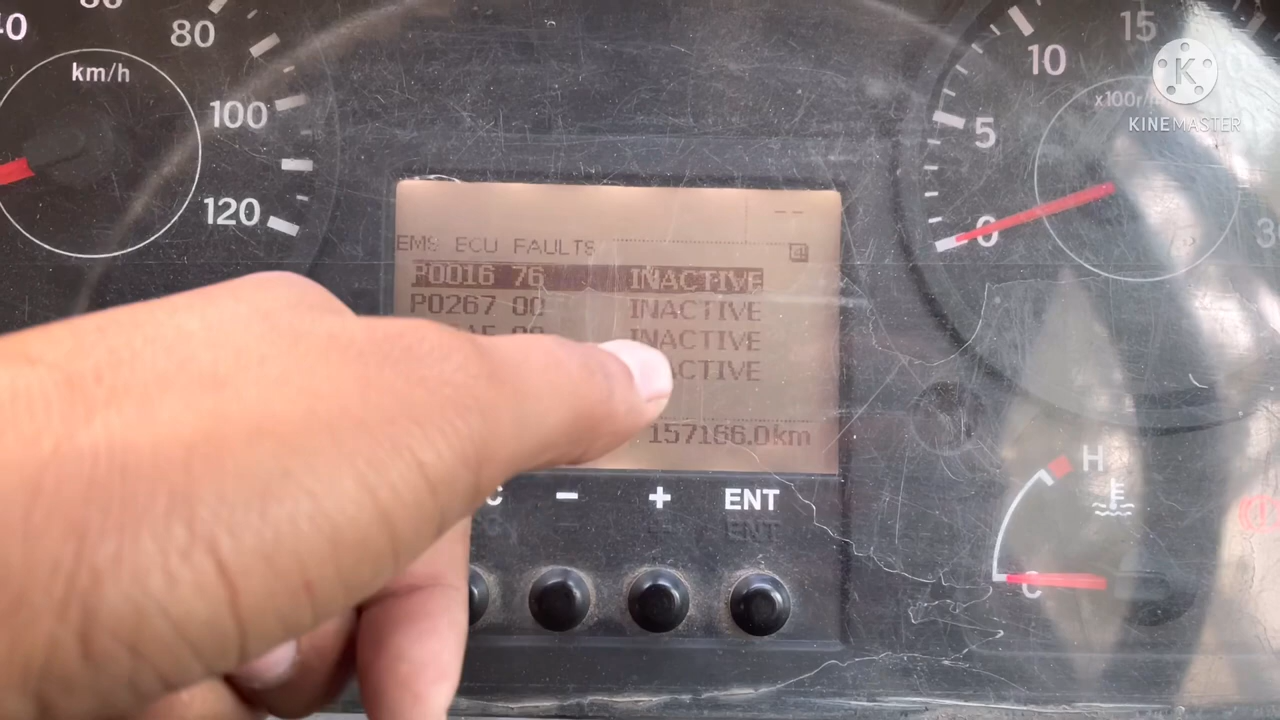 80
km/h
100
120
10
15
x100r/
5
0
KINEMASTER
--
EMS ECU FAULTS
P0016 76 INACTIVE
P0267 00 INACTIVE
INACTIVE
157166.0km
- + ENT
H
C